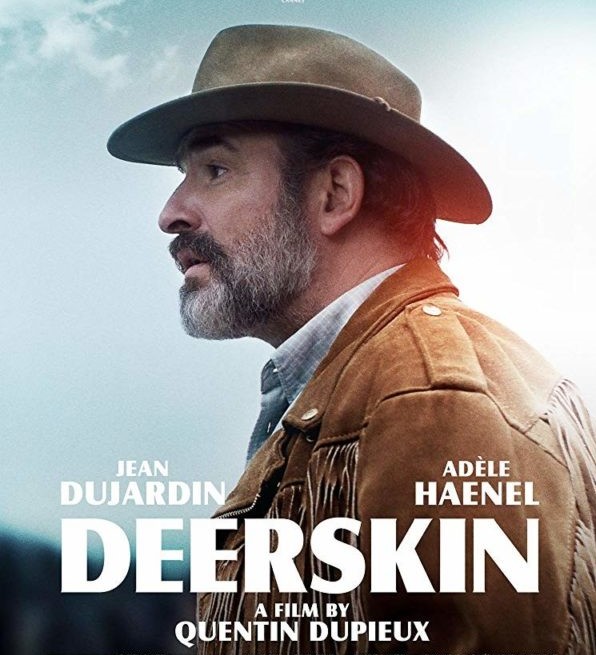 JEAN
DUJARDIN
ADÈLE
HAENEL
DEERSKIN
A FILM BY
QUENTIN DUPIEUX